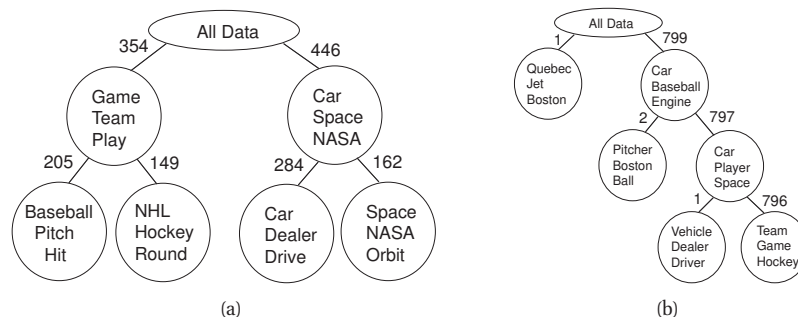 All Data
354
446
Game
Team
Play
Car
Space
NASA
205
149
284
162
Baseball
Pitch
Hit
NHL
Hockey
Round
Car
Dealer
Drive
Space
NASA
Orbit
(a)
All Data
1
799
Quebec
Jet
Boston
Car
Baseball
Engine
2
797
Pitcher
Boston
Ball
Car
Player
Space
1
796
Vehicle
Dealer
Driver
Team
Game
Hockey
(b)